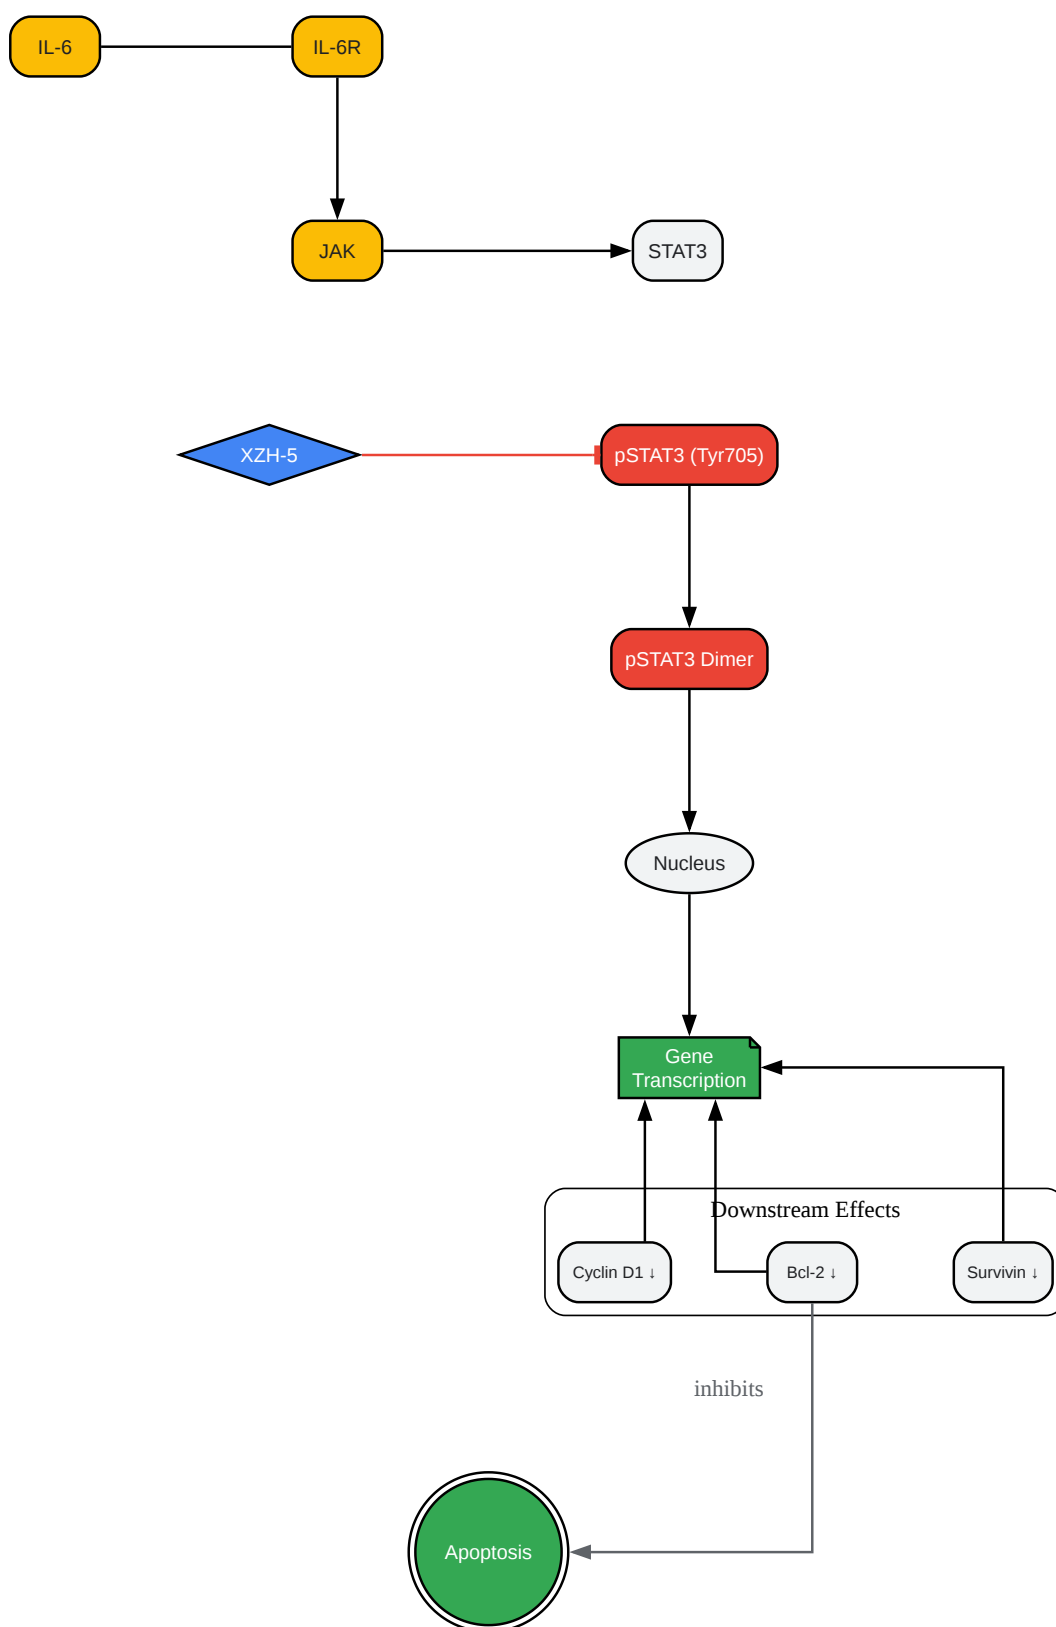 IL-6
IL-6R
JAK
STAT3
XZH-5
pSTAT3 (Tyr705)
pSTAT3 Dimer
Nucleus
Gene
Transcription
Downstream Effects
Cyclin D1 ↓
Bcl-2 ↓
Survivin ↓
inhibits
Apoptosis